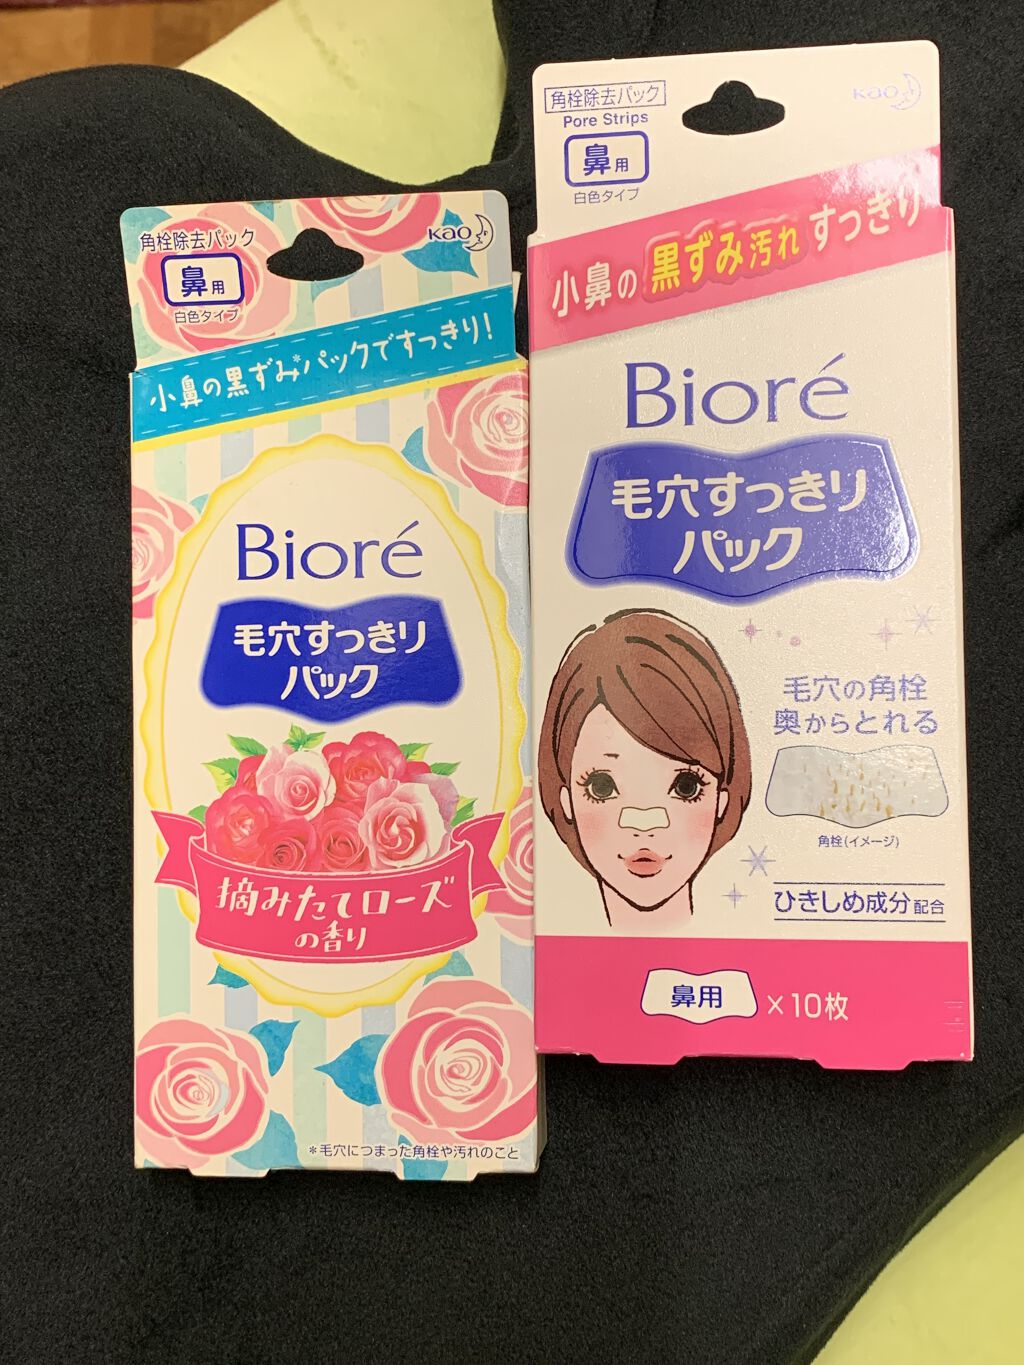 角栓除去パック
鼻用
白色タイプ
Kao
小鼻の黒ずみ*パックですっきり!
Bioré
毛穴すっきり
パック
摘みたてローズ
の香り
*毛穴につまった角栓や汚れのこと
角栓除去パック
Pore Strips
鼻用
白色タイプ
Kao
小鼻の黒ずみ汚れすっきり
Bioré
毛穴すっきり
パック
毛穴の角栓
奥からとれる
角栓(イメージ)
ひきしめ成分配合
鼻用 ×10枚